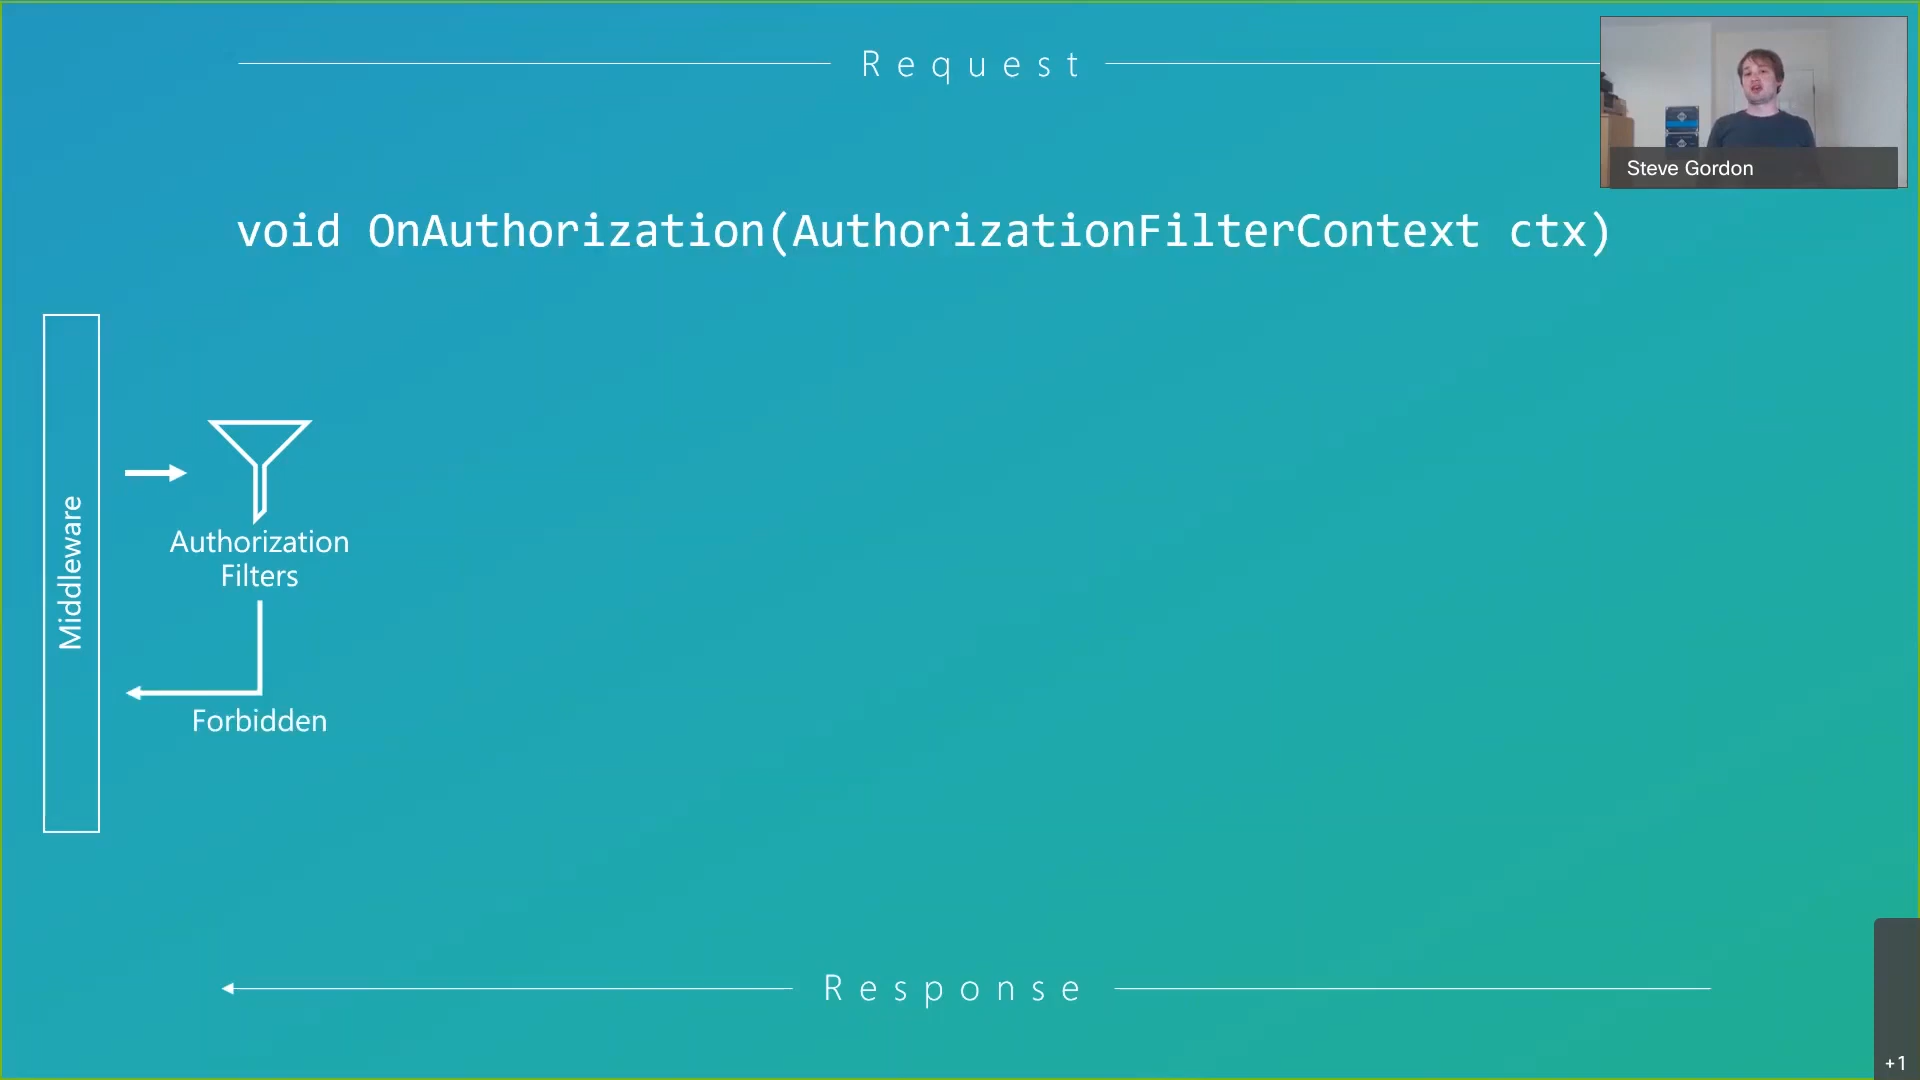 Request
Steve Gordon
void OnAuthorization(AuthorizationFilterContext ctx)
Middleware
Authorization
Filters
Forbidden
Response
+1